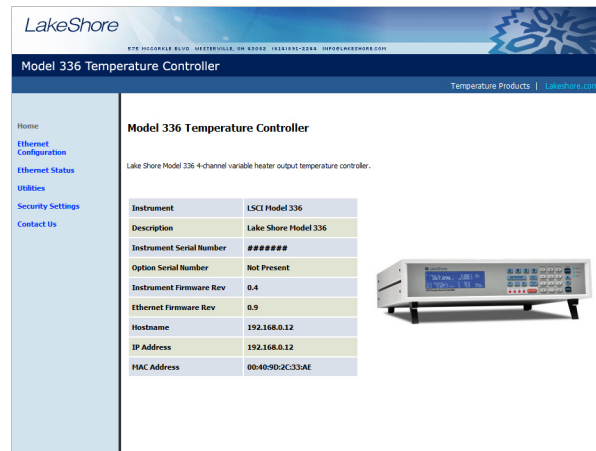 LakeShore
575 MCCORKLE BLVD WESTERVILLE, OH 43082 (614)891-2244 INFO@LAKESHORE.COM
Model 336 Temperature Controller
Temperature Products | Lakeshore.com
Home
Ethernet
Configuration
Ethernet Status
Utilities
Security Settings
Contact Us
Model 336 Temperature Controller
Lake Shore Model 336 4-channel variable heater output temperature controller.
Instrument LSCI Model 336
Description Lake Shore Model 336
Instrument Serial Number #######
Option Serial Number Not Present
Instrument Firmware Rev 0.4
Ethernet Firmware Rev 0.9
Hostname 192.168.0.12
IP Address 192.168.0.12
MAC Address 00:40:9D:2C:33:AE